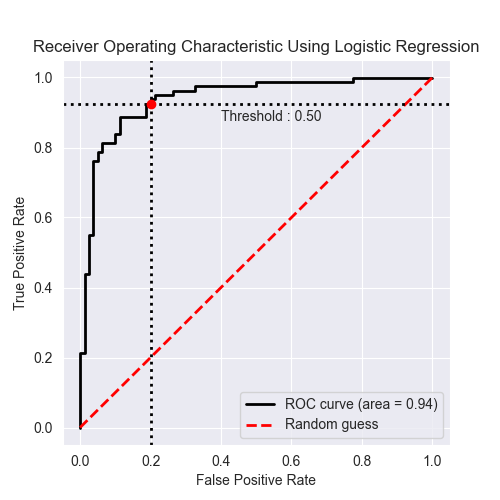 Receiver Operating Characteristic Using Logistic Regression
1.0
0.8
0.6
0.4
0.2
0.0
True Positive Rate
Threshold : 0.50
ROC curve (area = 0.94)
Random guess
0.0 0.2 0.4 0.6 0.8 1.0
False Positive Rate